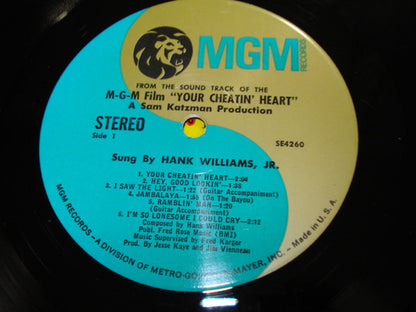 MGM
RECORDS
FROM THE SOUND TRACK OF THE
M-G-M Film "YOUR CHEATIN' HEART"
A Sam Katzman Production
STEREO
Side 1
SE4260
Sung By HANK WILLIAMS, JR.
1. YOUR CHEATIN' HEART—2:04
2. HEY, GOOD LOOKIN'—1:33
3. I SAW THE LIGHT—1:22 (Guitar Accompaniment)
4. JAMBALAYA—1:55 (On The Bayou)
5. RAMBLIN' MAN—1:20
(Guitar Accompaniment)
6. I'M SO LONESOME I COULD CRY—2:12
Composed by Hank Williams
Publ. Fred Rose Music (BMI)
Music Supervised by Fred Karger
Prod. By Jesse Kaye and Jim Vienneau
MGM RECORDS - A DIVISION OF METRO-GOLDWYN-MAYER, INC. - Made in U.S.A.